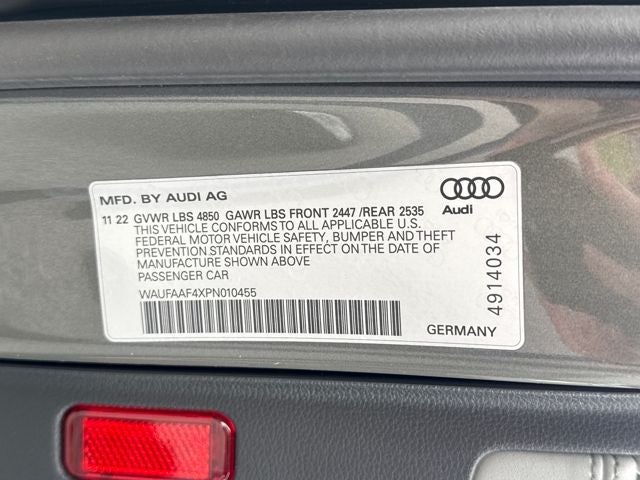 MFD. BY AUDI AG
11 22 GVWR LBS 4850 GAWR LBS FRONT 2447 /REAR 2535
THIS VEHICLE CONFORMS TO ALL APPLICABLE U.S.
FEDERAL MOTOR VEHICLE SAFETY, BUMPER AND THEFT
PREVENTION STANDARDS IN EFFECT ON THE DATE OF
MANUFACTURE SHOWN ABOVE
PASSENGER CAR
WAUFAAF4XPN010455
Audi
4914034
GERMANY